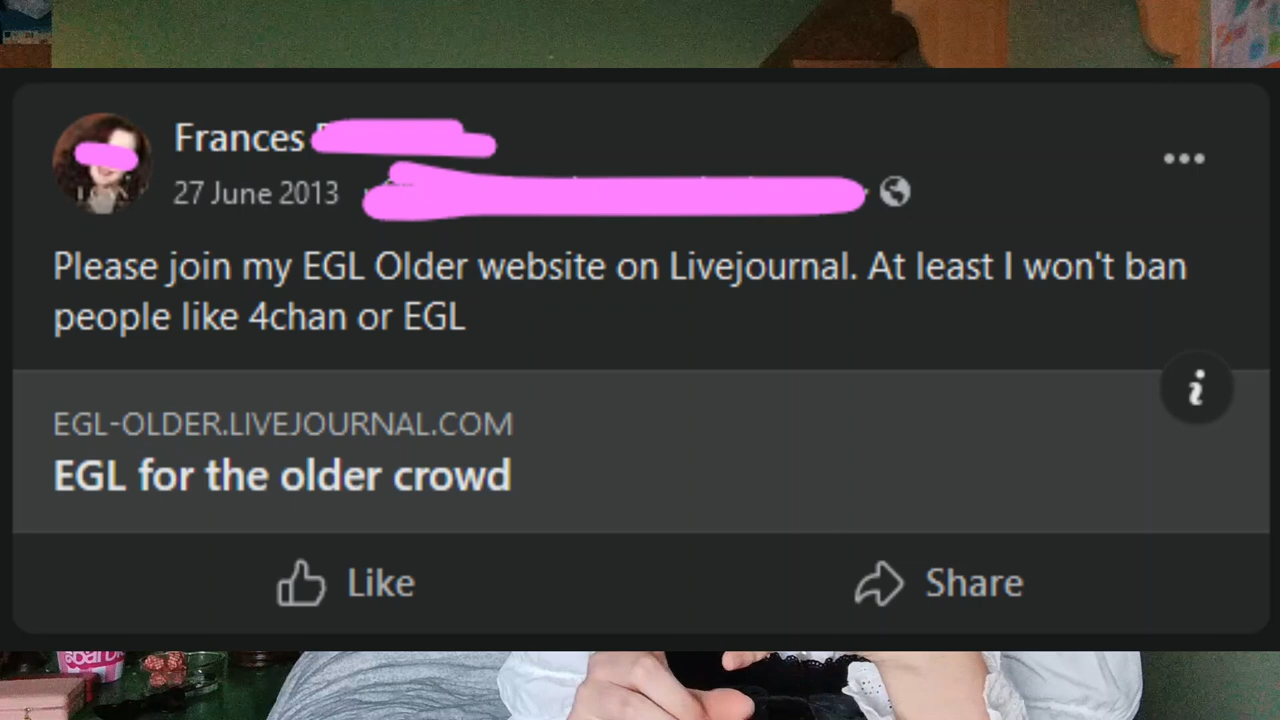 Frances
27 June 2013
Please join my EGL Older website on Livejournal. At least I won't ban
people like 4chan or EGL
EGL-OLDER.LIVEJOURNAL.COM
EGL for the older crowd
Like
Share